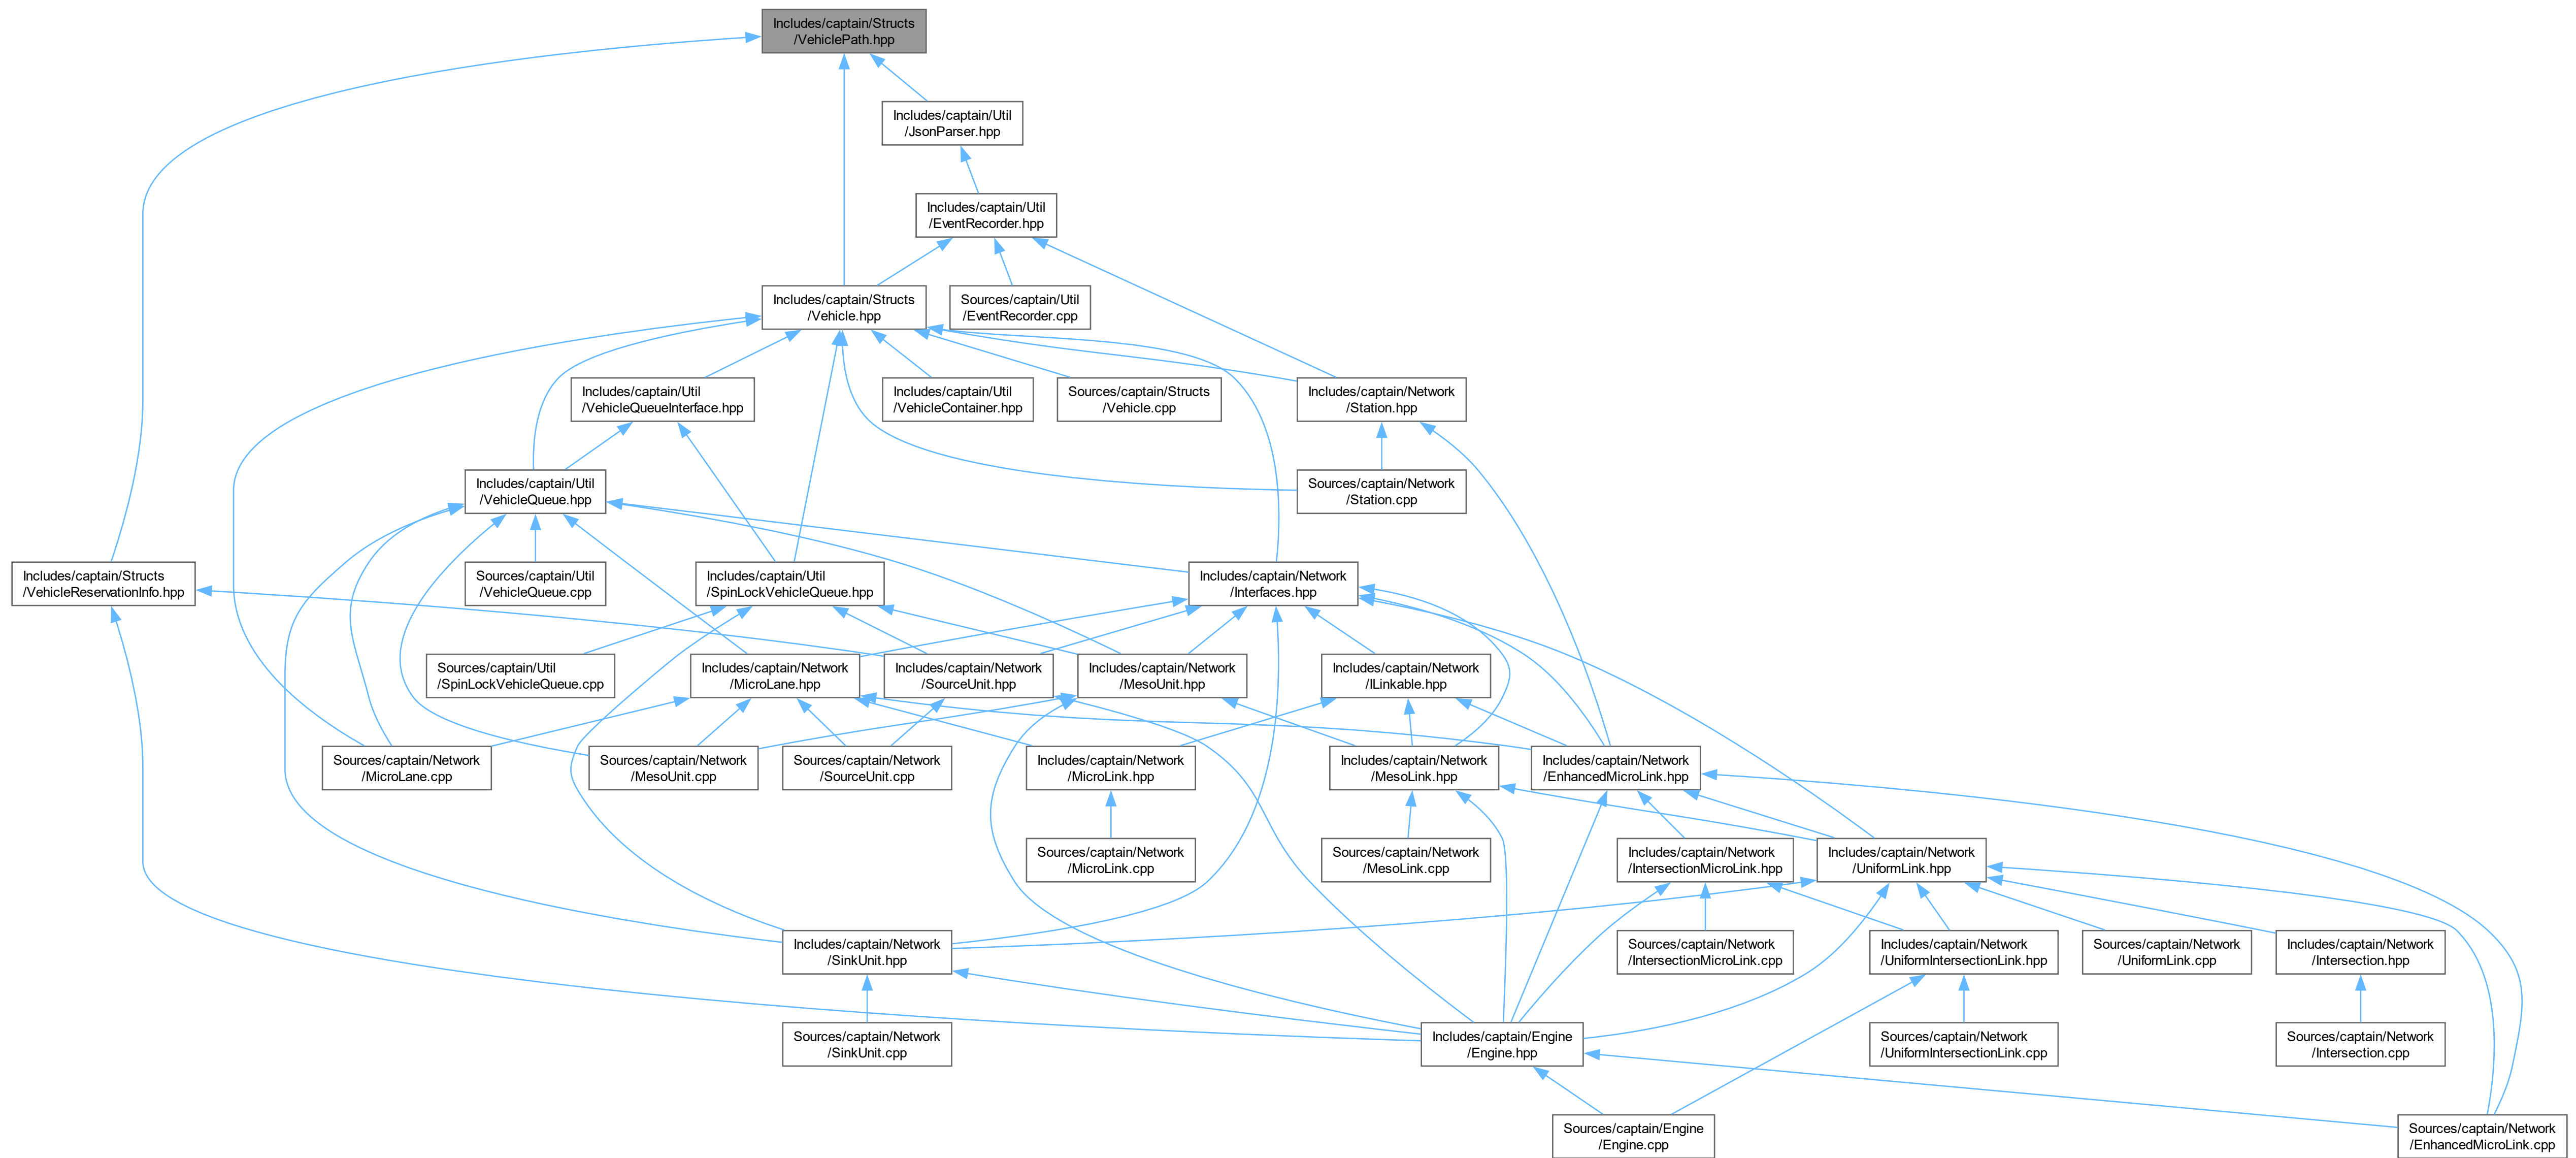 Includes/captain/Structs
/VehiclePath.hpp
Includes/captain/Util
/JsonParser.hpp
Includes/captain/Util
/EventRecorder.hpp
Includes/captain/Structs
/Vehicle.hpp
Sources/captain/Util
/EventRecorder.cpp
Includes/captain/Util
/VehicleQueueInterface.hpp
Includes/captain/Util
/VehicleContainer.hpp
Sources/captain/Structs
/Vehicle.cpp
Includes/captain/Network
/Station.hpp
Includes/captain/Util
/VehicleQueue.hpp
Sources/captain/Network
/Station.cpp
Includes/captain/Structs
/VehicleReservationInfo.hpp
Sources/captain/Util
/VehicleQueue.cpp
Includes/captain/Util
/SpinLockVehicleQueue.hpp
Includes/captain/Network
/Interfaces.hpp
Sources/captain/Util
/SpinLockVehicleQueue.cpp
Includes/captain/Network
/MicroLane.hpp
Includes/captain/Network
/SourceUnit.hpp
Includes/captain/Network
/MesoUnit.hpp
Includes/captain/Network
/ILinkable.hpp
Sources/captain/Network
/MicroLane.cpp
Sources/captain/Network
/MesoUnit.cpp
Sources/captain/Network
/SourceUnit.cpp
Includes/captain/Network
/MicroLink.hpp
Includes/captain/Network
/MesoLink.hpp
Includes/captain/Network
/EnhancedMicroLink.hpp
Sources/captain/Network
/MicroLink.cpp
Sources/captain/Network
/MesoLink.cpp
Includes/captain/Network
/IntersectionMicroLink.hpp
Includes/captain/Network
/UniformLink.hpp
Includes/captain/Network
/SinkUnit.hpp
Sources/captain/Network
/IntersectionMicroLink.cpp
Includes/captain/Network
/UniformIntersectionLink.hpp
Sources/captain/Network
/UniformLink.cpp
Includes/captain/Network
/Intersection.hpp
Sources/captain/Network
/SinkUnit.cpp
Includes/captain/Engine
/Engine.hpp
Sources/captain/Network
/UniformIntersectionLink.cpp
Sources/captain/Network
/Intersection.cpp
Sources/captain/Engine
/Engine.cpp
Sources/captain/Network
/EnhancedMicroLink.cpp